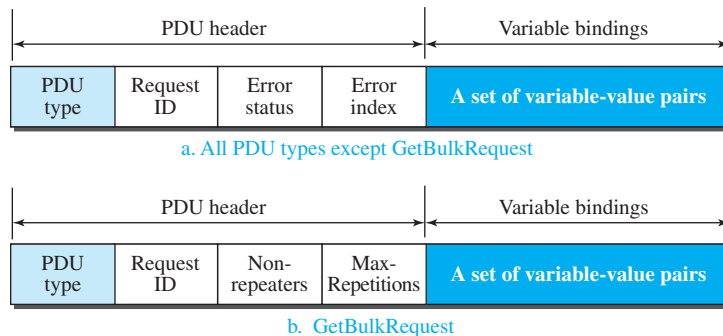 PDU header Variable bindings
PDU type Request ID Error status Error index A set of variable-value pairs
a. All PDU types except GetBulkRequest
PDU header Variable bindings
PDU type Request ID Non-repeaters Max-Repetitions A set of variable-value pairs
b. GetBulkRequest